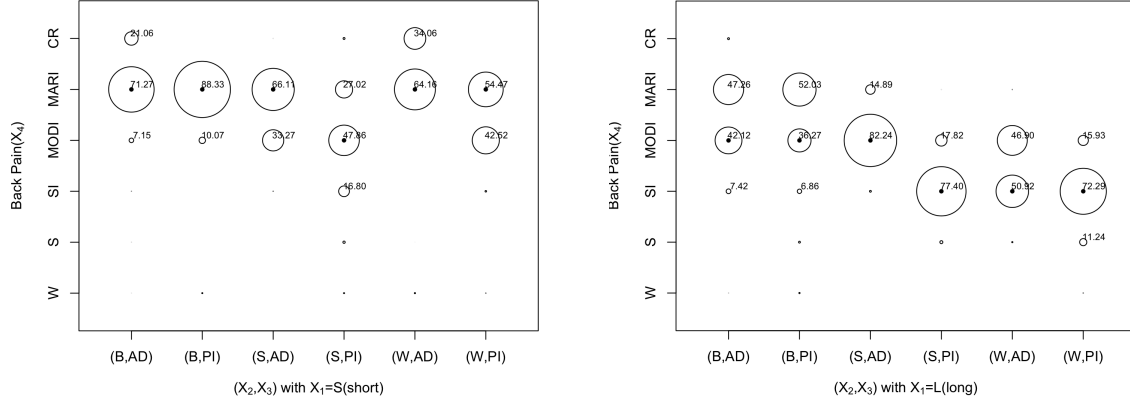 Back Pain(X4)
CR
MARI
MODI
SI
S
W
21.06
34.06
71.27
88.33
66.11
27.02
64.16
54.47
7.15
10.07
33.27
47.86
42.52
16.80
(B,AD) (B,PI) (S,AD) (S,PI) (W,AD) (W,PI)
(X2,X3) with X1=S(short)
Back Pain(X4)
CR
MARI
MODI
SI
S
W
47.26
52.03
14.89
42.12
36.27
82.24
17.82
46.90
15.93
7.42
6.86
77.40
50.92
72.29
11.24
(B,AD) (B,PI) (S,AD) (S,PI) (W,AD) (W,PI)
(X2,X3) with X1=L(long)